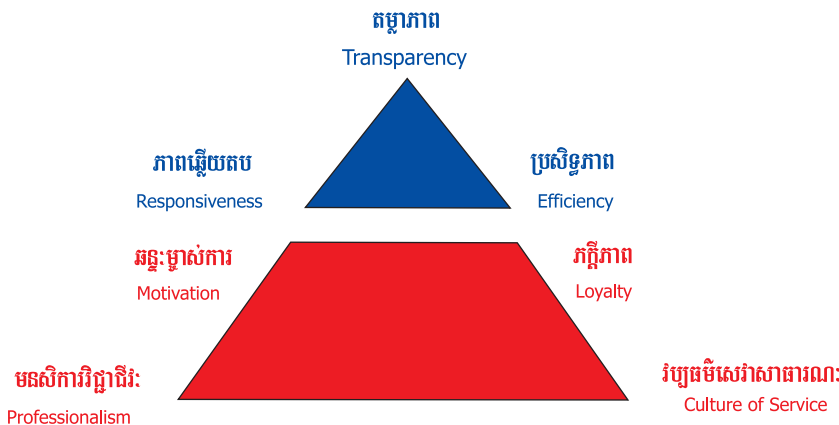 តម្លាភាព
Transparency
ភាពឆ្លើយតប
Responsiveness
ប្រសិទ្ធភាព
Efficiency
ឆន្ទៈម្ចាស់ការ
Motivation
ភក្តីភាព
Loyalty
មនសិការវិជ្ជាជីវៈ
Professionalism
វប្បធម៌សេវាសាធារណៈ
Culture of Service